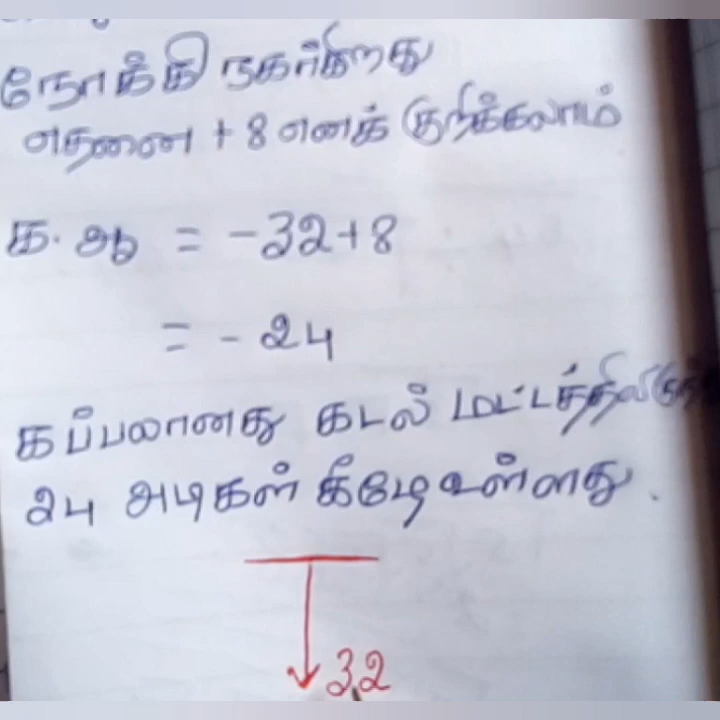 நோக்கி நகர்கிறது
எதனை + 8 எனக் குறிக்கலாம்
க. ஆ = -32+8
= - 24
கப்பலானது கடல் மட்டத்திலிருந்
24 அடிகள் கீழே உள்ளது.
32